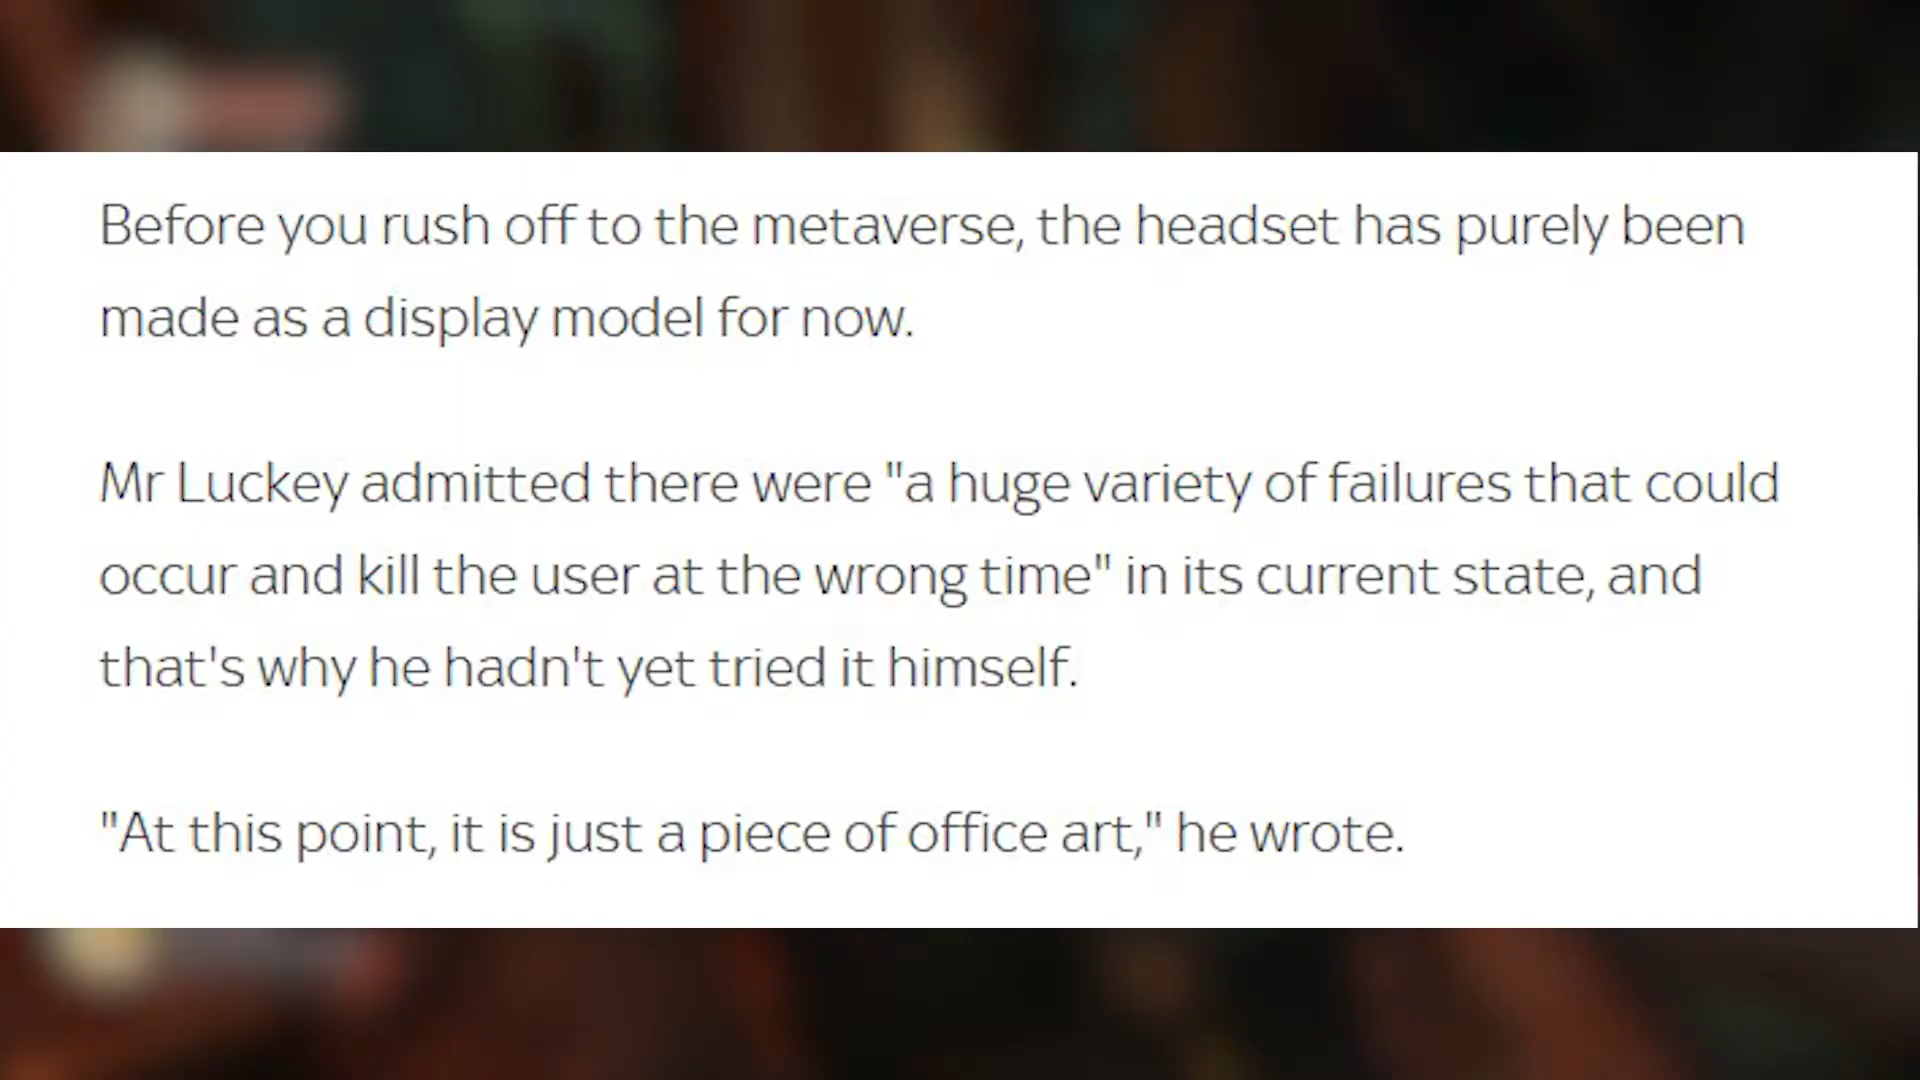 Before you rush off to the metaverse, the headset has purely been
made as a display model for now.
Mr Luckey admitted there were "a huge variety of failures that could
occur and kill the user at the wrong time" in its current state, and
that's why he hadn't yet tried it himself.
"At this point, it is just a piece of office art," he wrote.